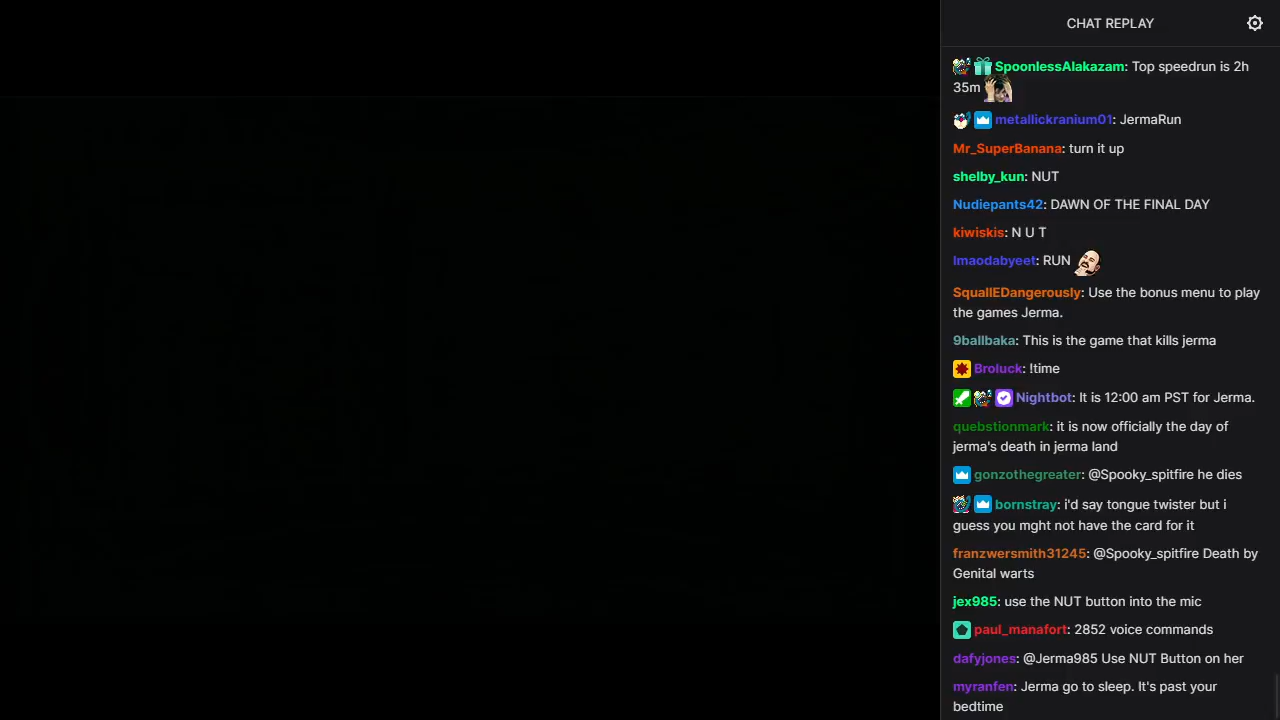 CHAT REPLAY
SpoonlessAlakazam: Top speedrun is 2h
35m
metallickranium01: JermaRun
Mr_SuperBanana: turn it up
shelby_kun: NUT
Nudiepants42: DAWN OF THE FINAL DAY
kiwiskis: N U T
lmaodabyeet: RUN
SquallEDangerously: Use the bonus menu to play
the games Jerma.
9ballbaka: This is the game that kills jerma
Broluck: !time
Nightbot: It is 12:00 am PST for Jerma.
quebstionmark: it is now officially the day of
jerma's death in jerma land
gonzothegreater: @Spooky_spitfire he dies
bornstray: i'd say tongue twister but i
guess you mght not have the card for it
franzwersmith31245: @Spooky_spitfire Death by
Genital warts
jex985: use the NUT button into the mic
paul_manafort: 2852 voice commands
dafyjones: @Jerma985 Use NUT Button on her
myranfen: Jerma go to sleep. It's past your
bedtime